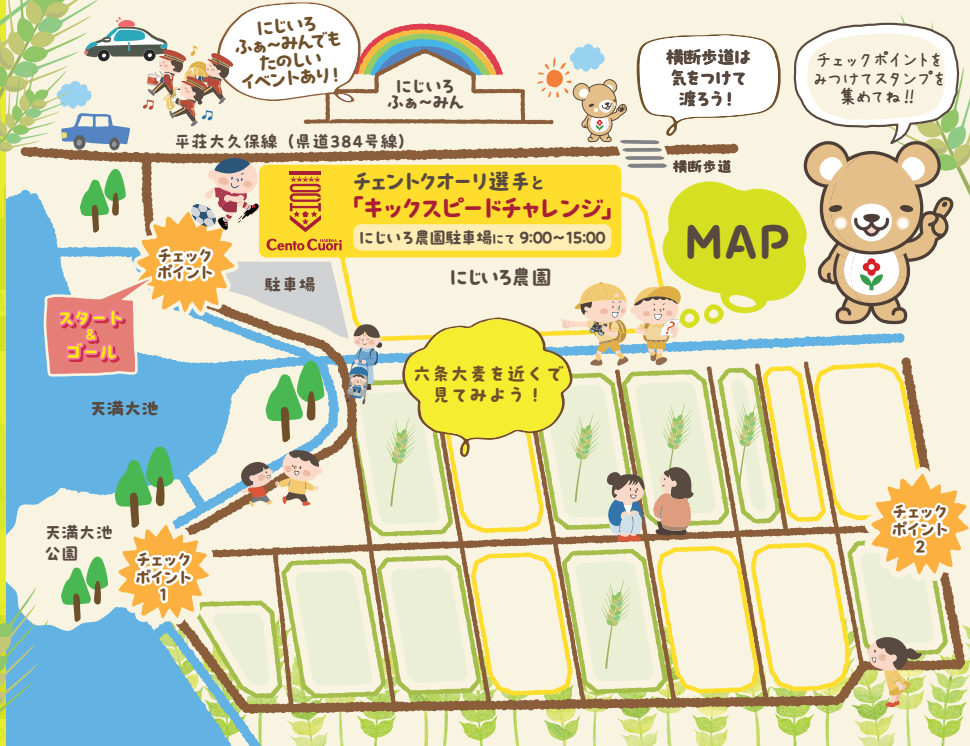 にじいろ
ふぁ～みんでも
たのしい
イベントあり!
にじいろ
ふぁ～みん
横断歩道は
気をつけて
渡ろう!
チェックポイントを
みつけてスタンプを
集めてね!!
平荘大久保線（県道384号線）
横断歩道
チェントクオーリ選手と
「キックスピードチャレンジ」
にじいろ農園駐車場にて 9:00~15:00
CENTO
Cento Cuori
HARIMA
MAP
チェック
ポイント
駐車場
にじいろ農園
スタート
&
ゴール
六条大麦を近くで
見てみよう！
?
天満大池
天満大池
公園
チェック
ポイント
1
チェック
ポイント
2